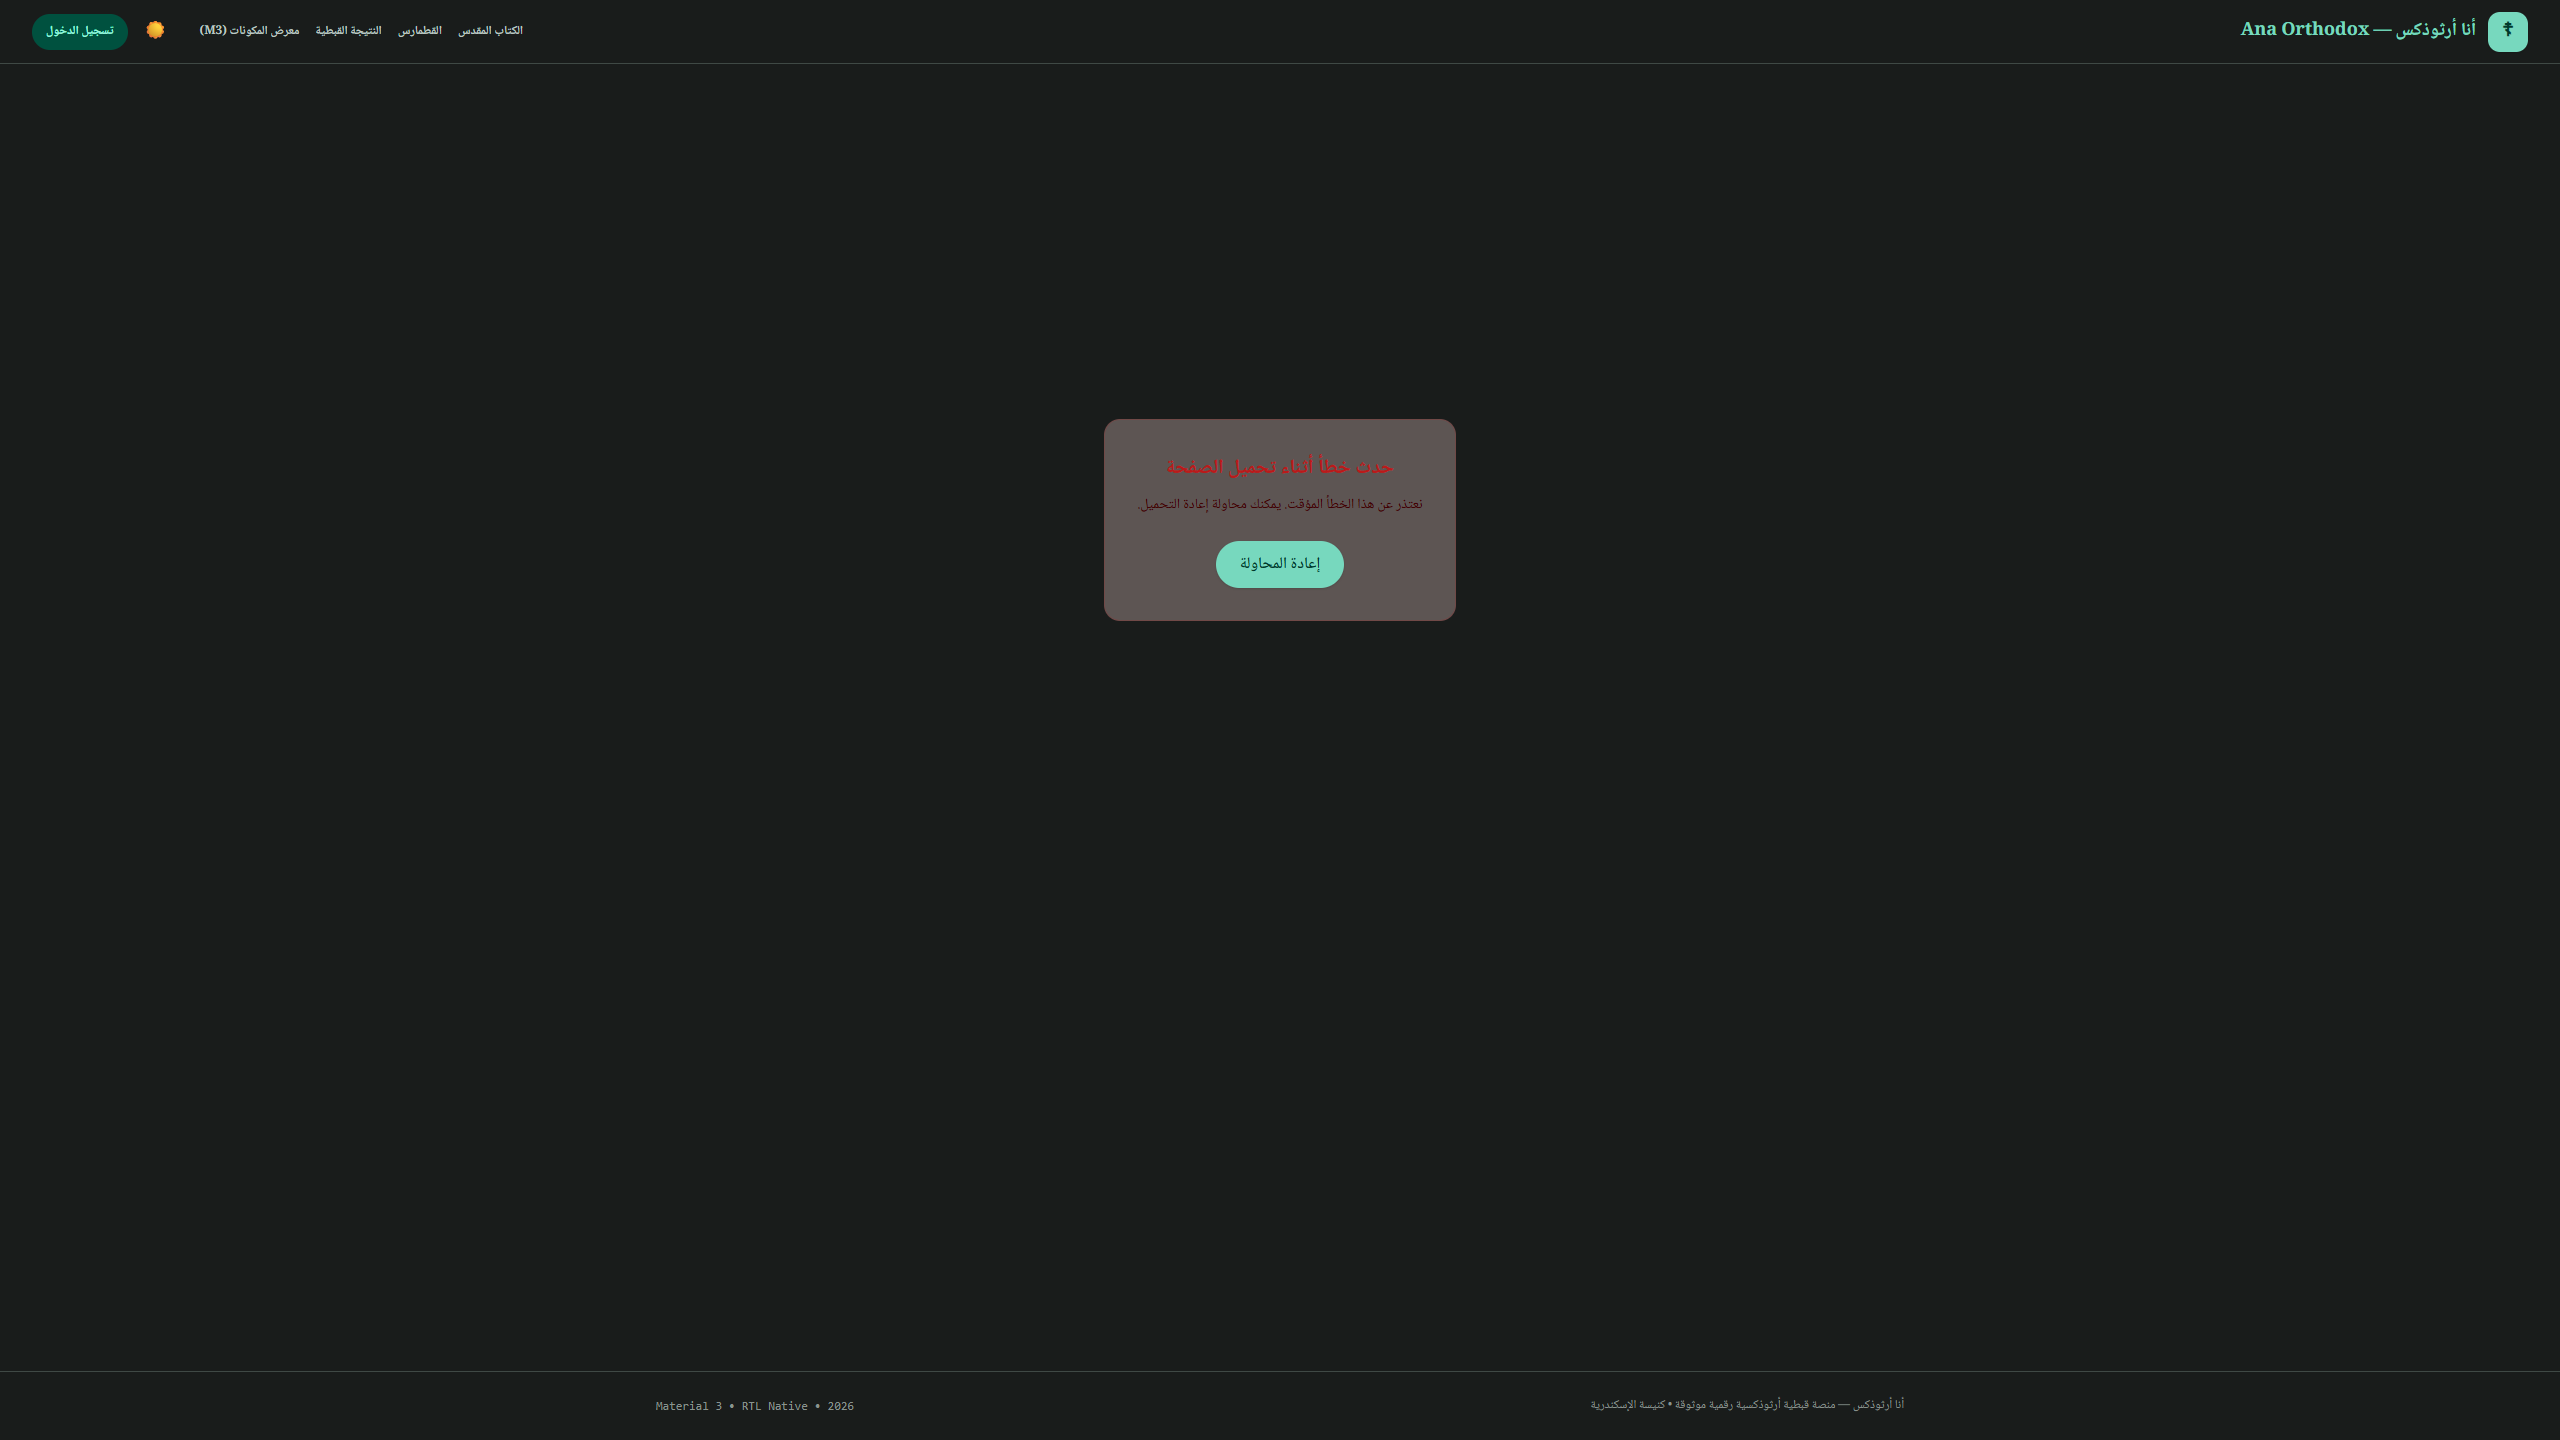 أنا أرثوذكس — Ana Orthodox
الكتاب المقدس
القطمارس
النتيجة القبطية
معرض المكونات (M3)
تسجيل الدخول
حدث خطأ أثناء تحميل الصفحة
نعتذر عن هذا الخطأ المؤقت. يمكنك محاولة إعادة التحميل.
إعادة المحاولة
أنا أرثوذكس — منصة قبطية أرثوذكسية رقمية موثوقة • كنيسة الإسكندرية
Material 3 • RTL Native • 2026